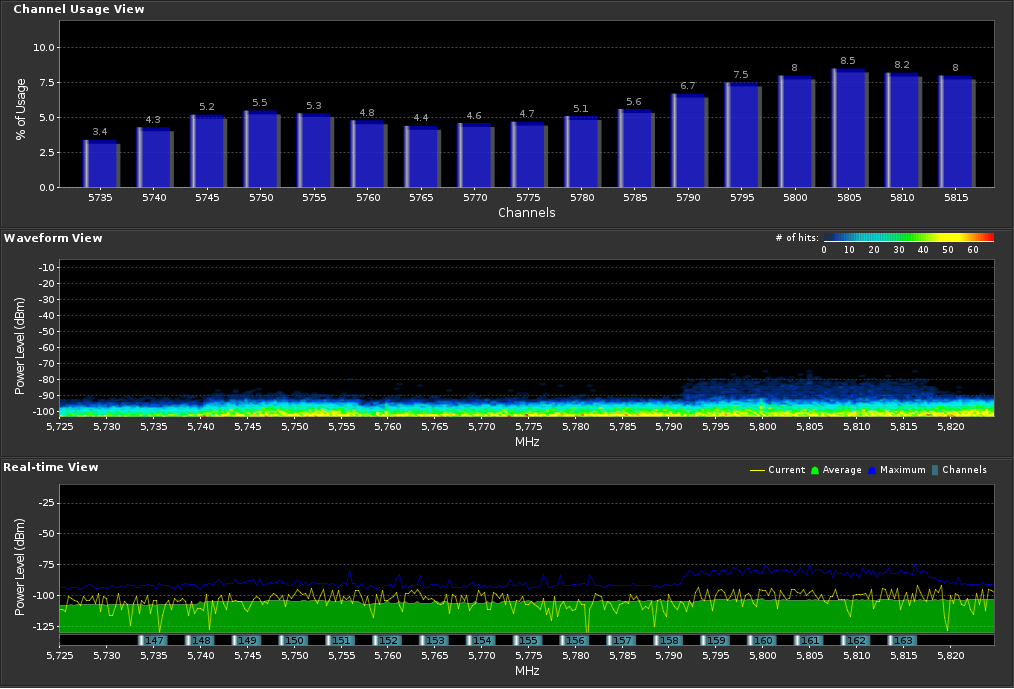 Channel Usage View
10.0
7.5
5.0
2.5
0.0
% of Usage
3.4 4.3 5.2 5.5 5.3 4.8 4.4 4.6 4.7 5.1 5.6 6.7 7.5 8 8.5 8.2 8
5735 5740 5745 5750 5755 5760 5765 5770 5775 5780 5785 5790 5795 5800 5805 5810 5815
Channels
Waveform View
# of hits:
0 10 20 30 40 50 60
-10
-20
-30
-40
-50
-60
-70
-80
-90
-100
Power Level (dBm)
5,725 5,730 5,735 5,740 5,745 5,750 5,755 5,760 5,765 5,770 5,775 5,780 5,785 5,790 5,795 5,800 5,805 5,810 5,815 5,820
MHz
Real-time View
Current Average Maximum Channels
-25
-50
-75
-100
-125
Power Level (dBm)
147 148 149 150 151 152 153 154 155 156 157 158 159 160 161 162 163
5,725 5,730 5,735 5,740 5,745 5,750 5,755 5,760 5,765 5,770 5,775 5,780 5,785 5,790 5,795 5,800 5,805 5,810 5,815 5,820
MHz